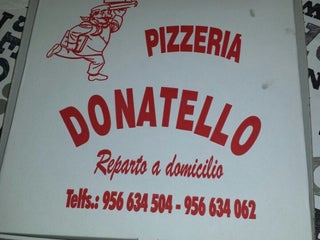 PIZZERIÁ
DONATELLO
Reparto a domicilio
Telfs.: 956 634 504 - 956 634 062